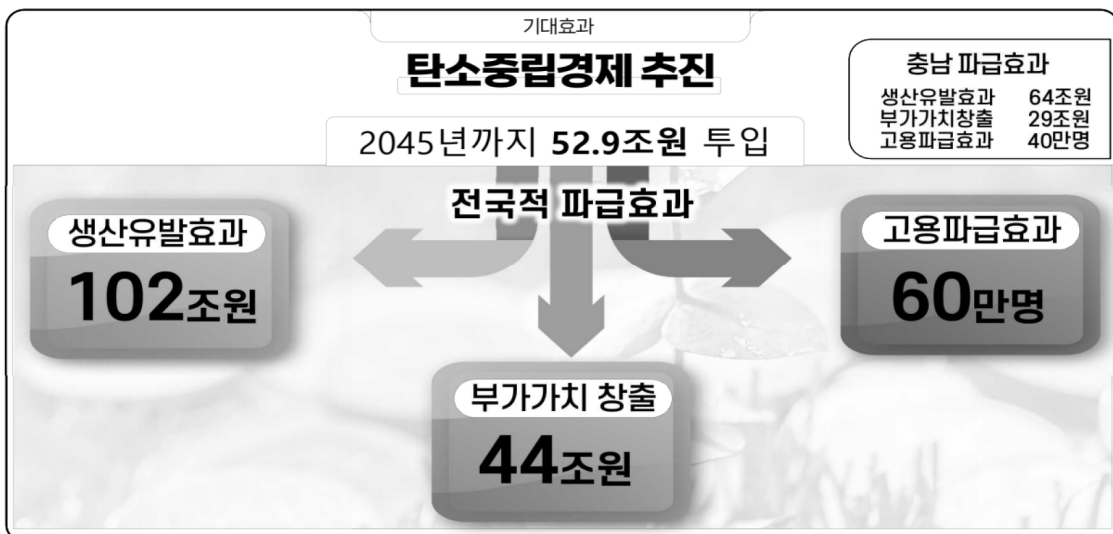 기대효과
탄소중립경제 추진
2045년까지 52.9조원 투입
충남 파급효과
생산유발효과 64조원
부가가치창출 29조원
고용파급효과 40만명
전국적 파급효과
생산유발효과
102조원
고용파급효과
60만명
부가가치 창출
44조원